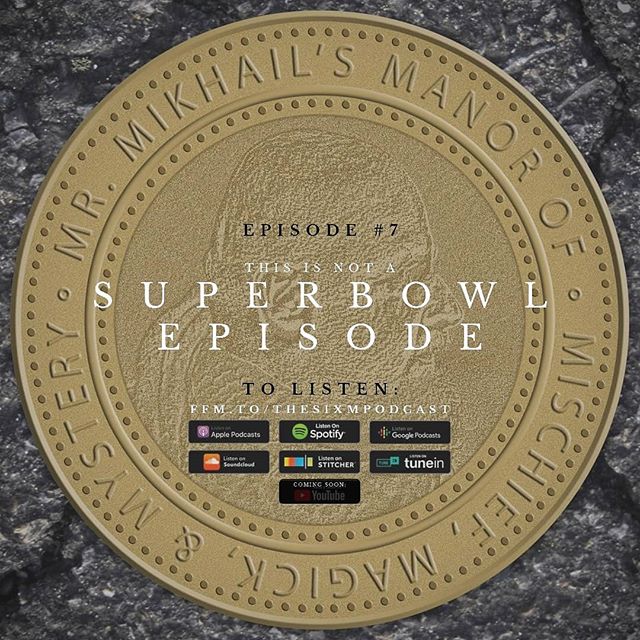 MR. MIKHAIL'S MANOR OF MISCHIEF, MAGICK, & MYSTERY
EPISODE #7
THIS IS NOT A
SUPERBOWL
EPISODE
TO LISTEN:
FFM.TO/THESIXMPODCAST
Listen on
Apple Podcasts
Listen On
Spotify
Listen on
Google Podcasts
Listen on
Soundcloud
Listen on
STITCHER
LISTEN ON
TUNE IN
tunein
COMING SOON:
YouTube